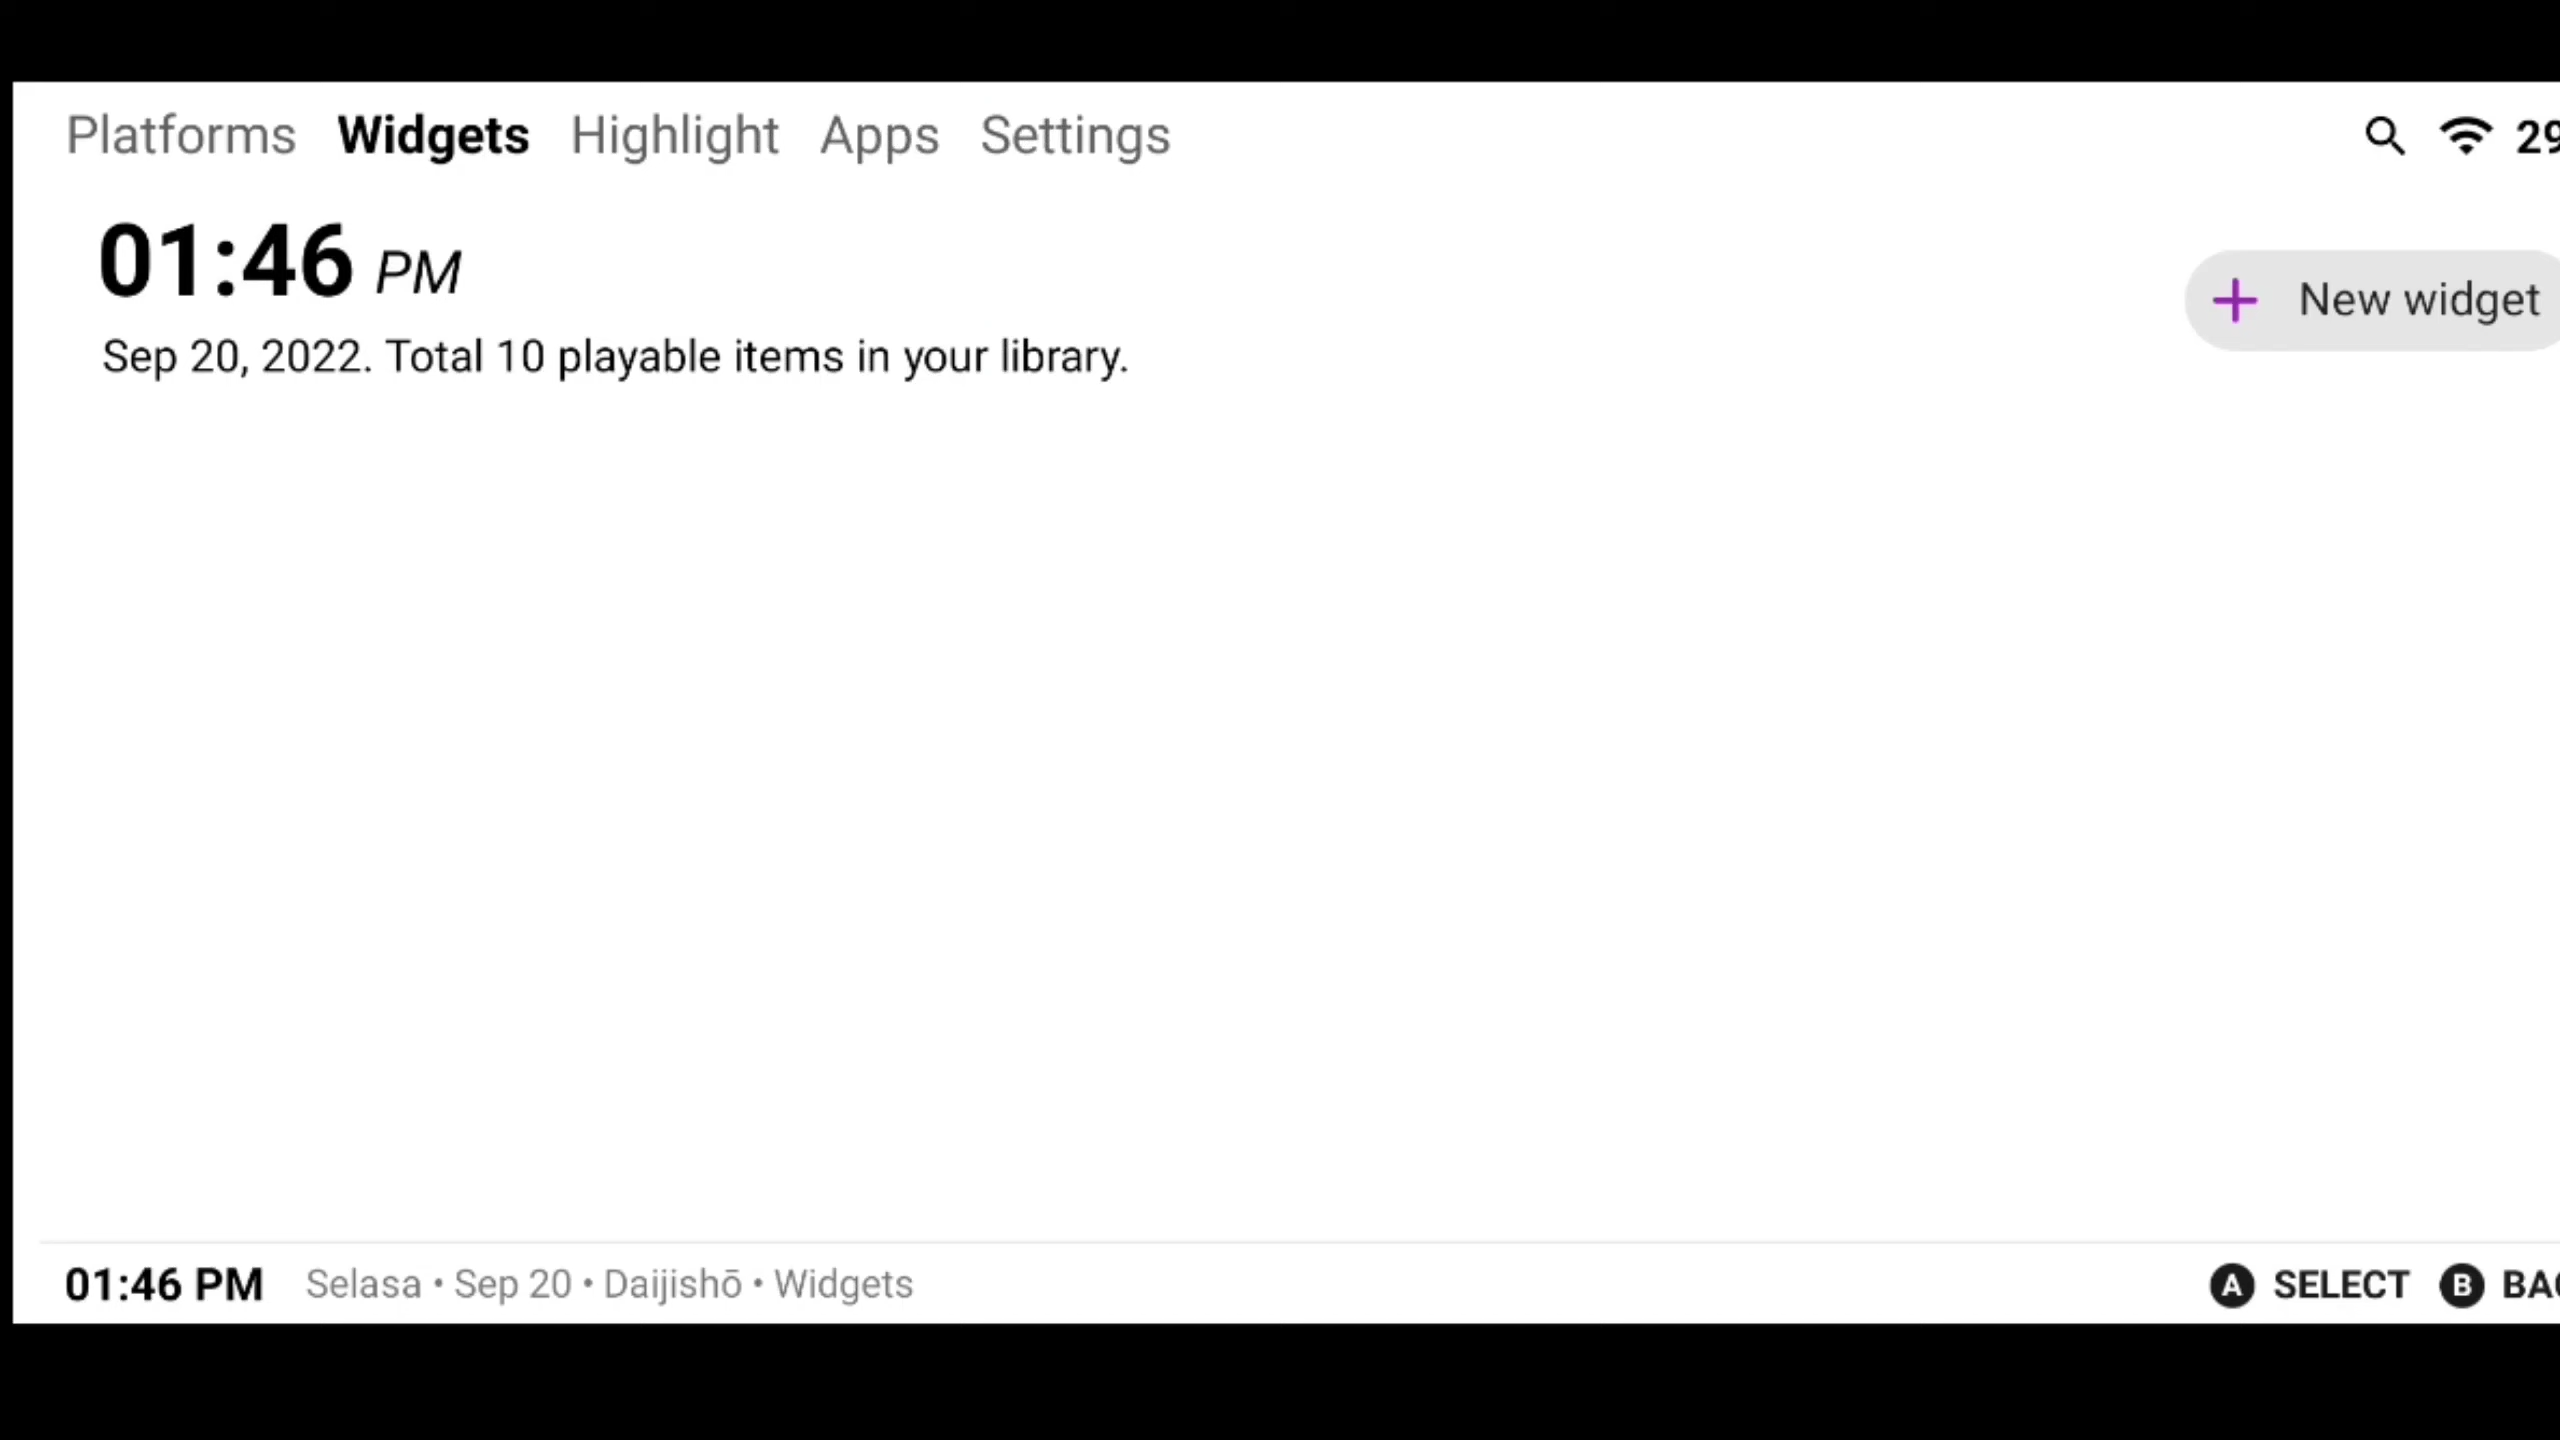 Platforms Widgets Highlight Apps Settings 29
01:46 PM
New widget
Sep 20, 2022. Total 10 playable items in your library.
01:46 PM Selasa • Sep 20 • Daijishō • Widgets A SELECT B